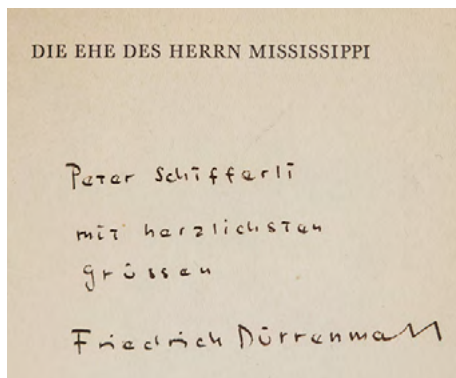 DIE EHE DES HERRN MISSISSIPPI
Peter Schifferli
mit herzlichsten
Grüssen
Friedrich Dürrenmatt